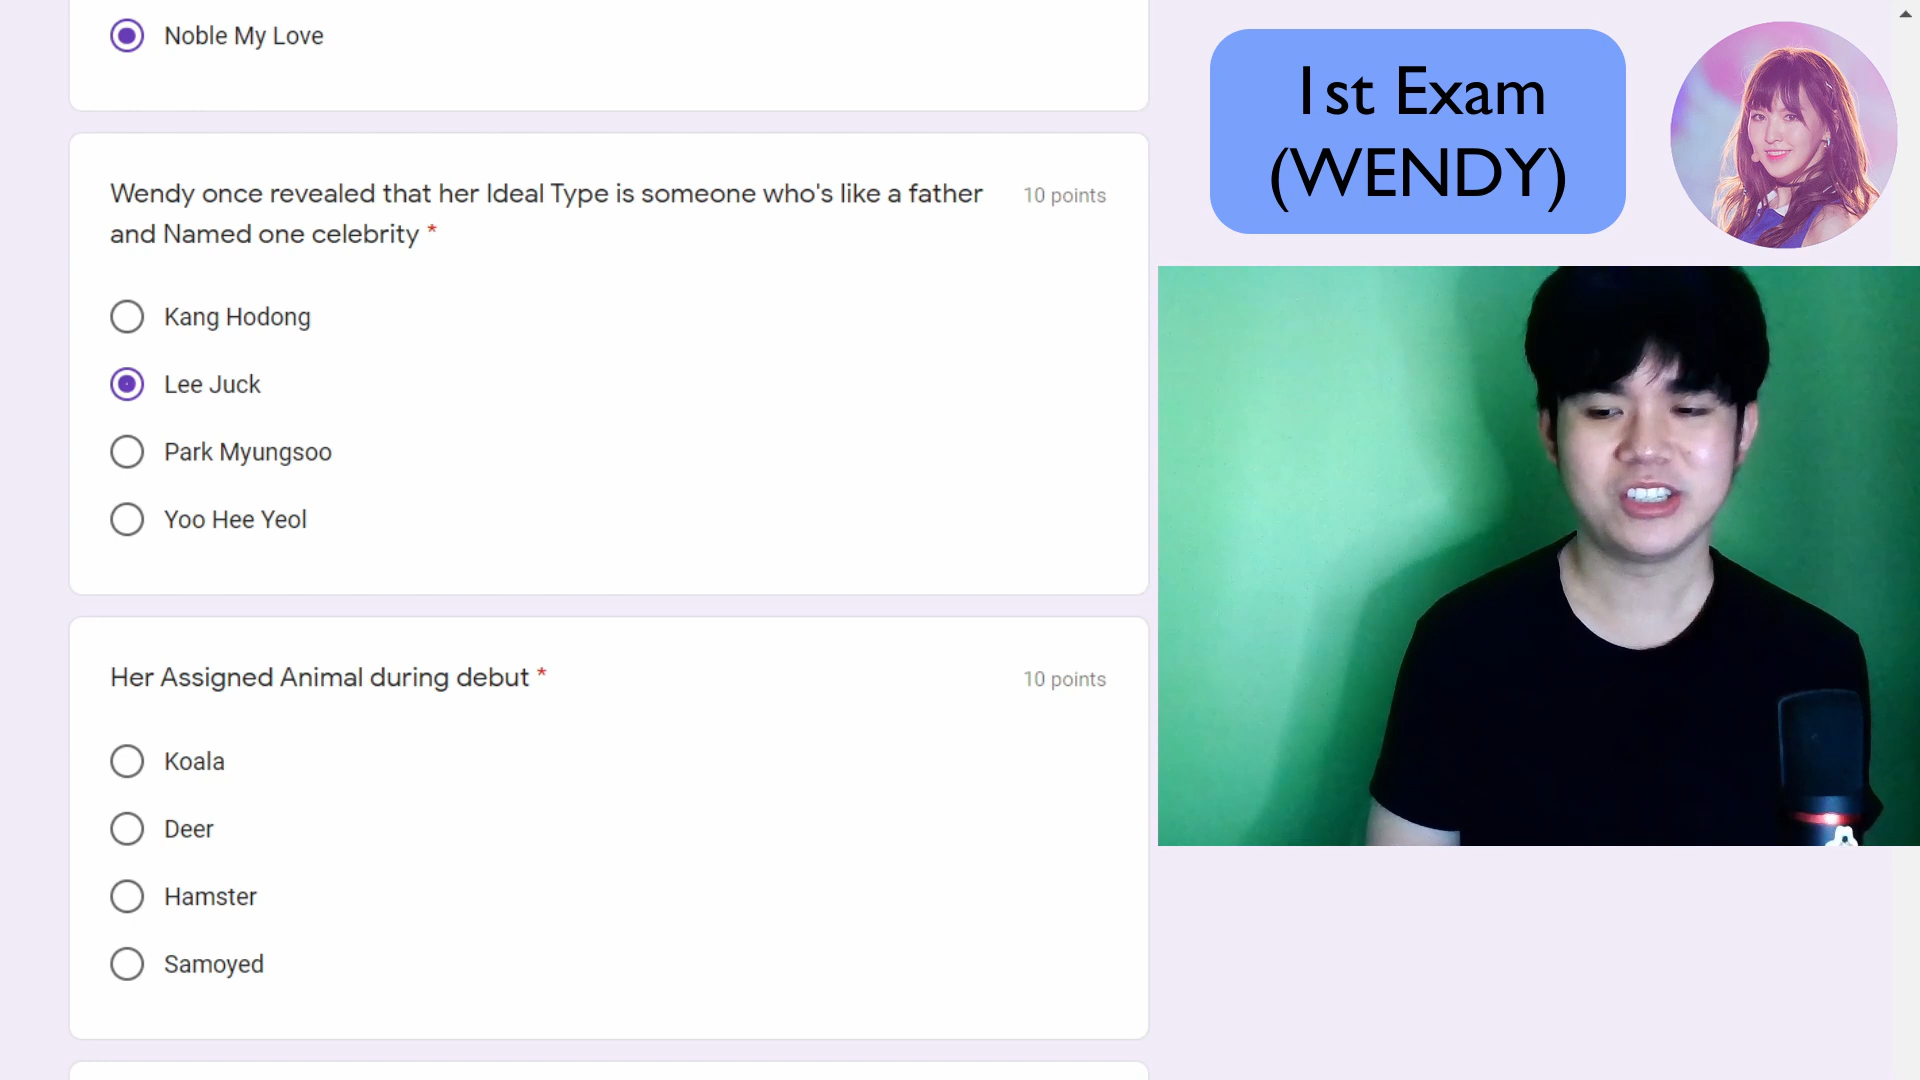 Noble My Love
Wendy once revealed that her Ideal Type is someone who's like a father
and Named one celebrity *
10 points
Kang Hodong
Lee Juck
Park Myungsoo
Yoo Hee Yeol
Her Assigned Animal during debut *
10 points
Koala
Deer
Hamster
Samoyed
1st Exam
(WENDY)